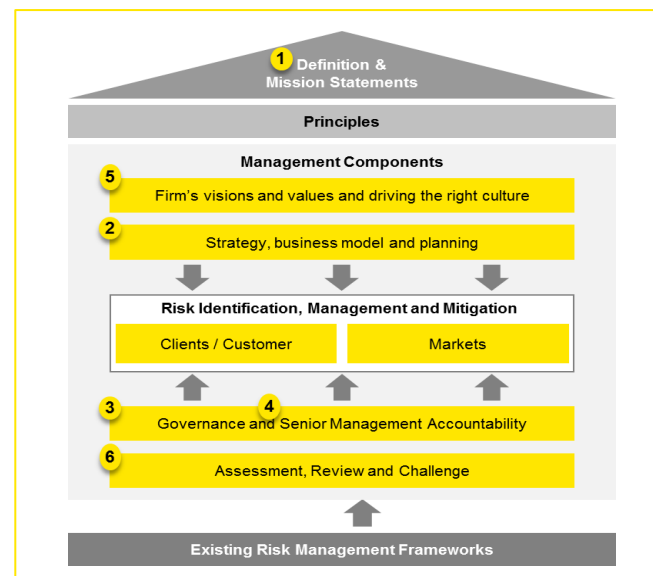 1
Definition &
Mission Statements
Principles
Management Components
5
Firm's visions and values and driving the right culture
2
Strategy, business model and planning
Risk Identification, Management and Mitigation
Clients / Customer
Markets
3
4
Governance and Senior Management Accountability
6
Assessment, Review and Challenge
Existing Risk Management Frameworks